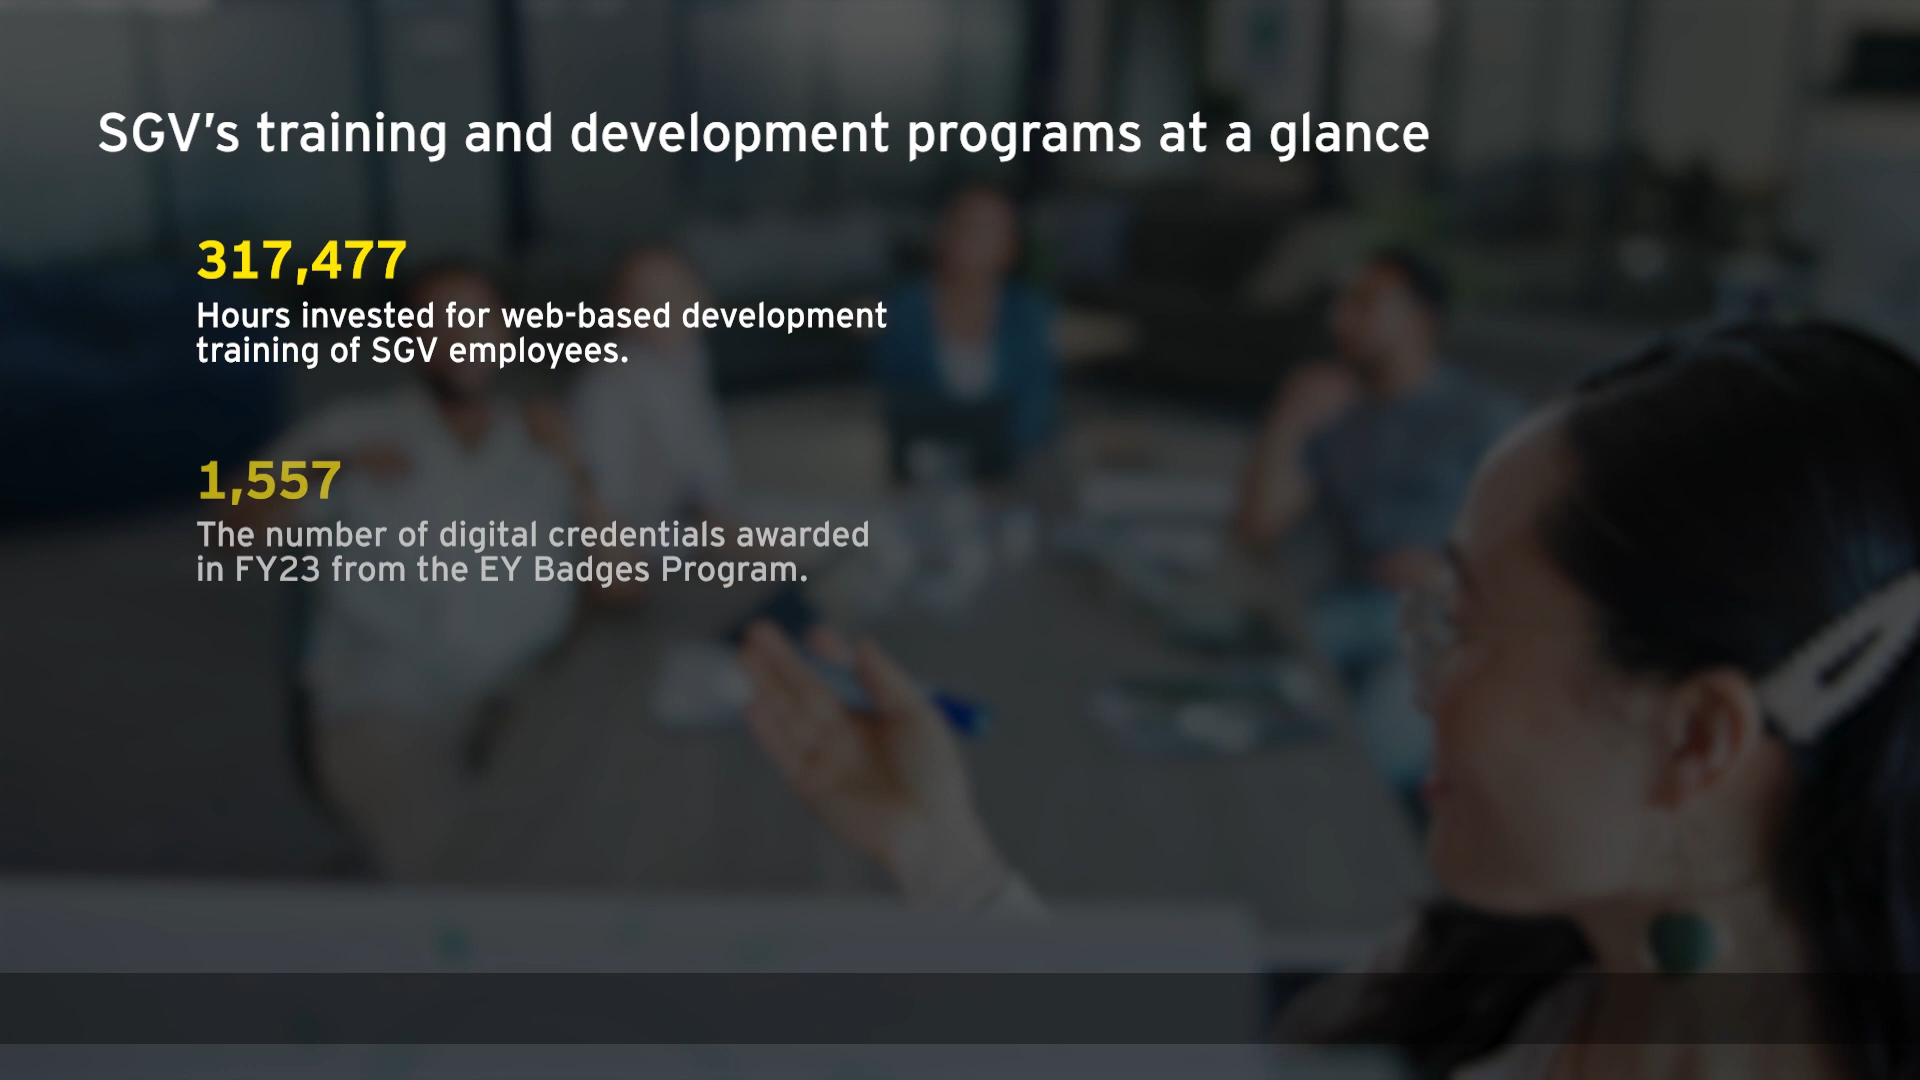 SGV's training and development programs at a glance
317,477
Hours invested for web-based development
training of SGV employees.
1,557
The number of digital credentials awarded
in FY23 from the EY Badges Program.